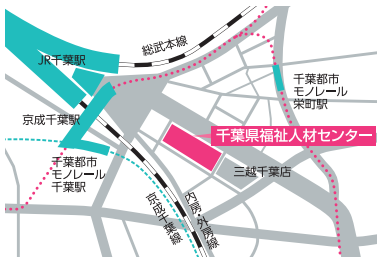 総武本線
JR千葉駅
千葉都市
モノレール
栄町駅
京成千葉駅
千葉県福祉人材センター
千葉都市
モノレール
千葉駅
三越千葉店
京成千葉線
内房・外房線